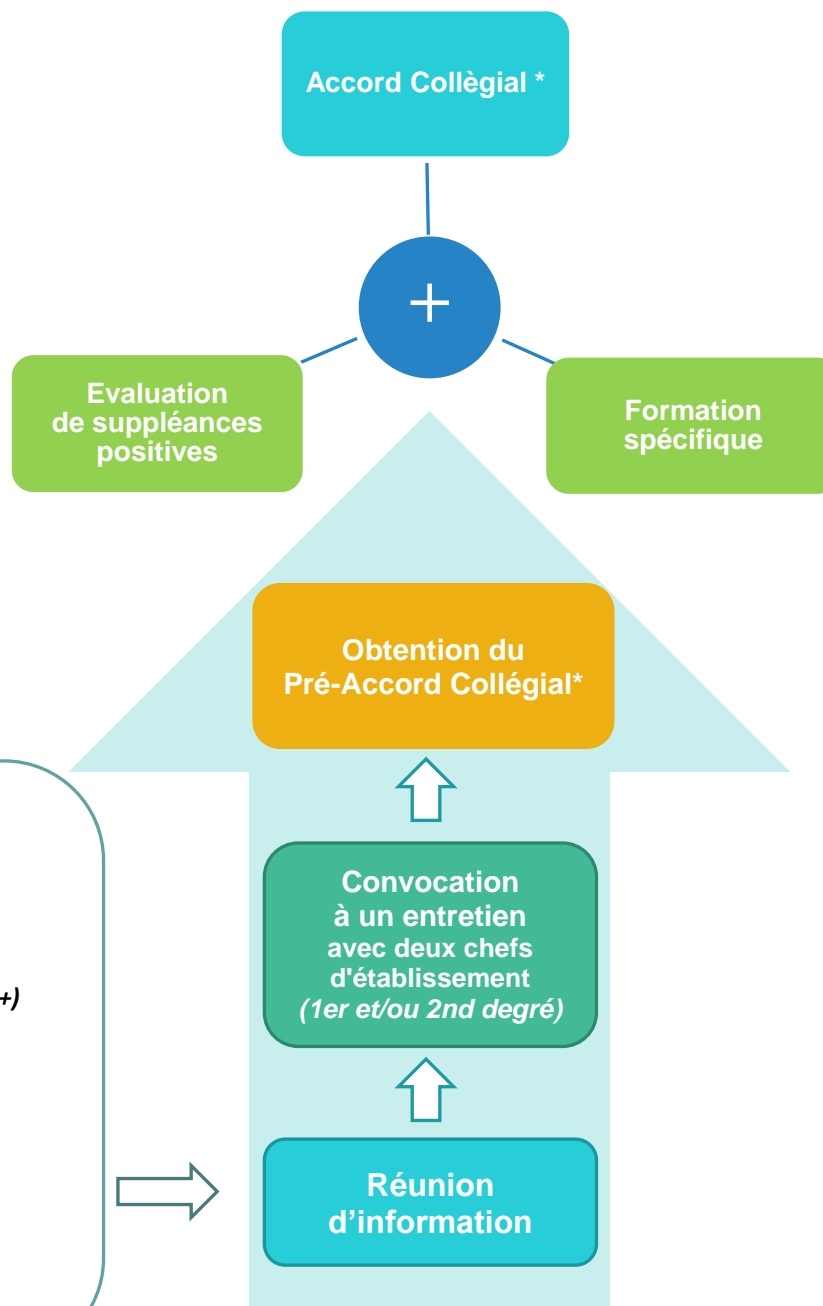 Accord Collègial *
+
Evaluation
de suppléances
positives
Formation
spécifique
Obtention du
Pré-Accord Collégial*
Convocation
à un entretien
avec deux chefs
d'établissement
(1er et/ou 2nd degré)
+)
Réunion
d’information